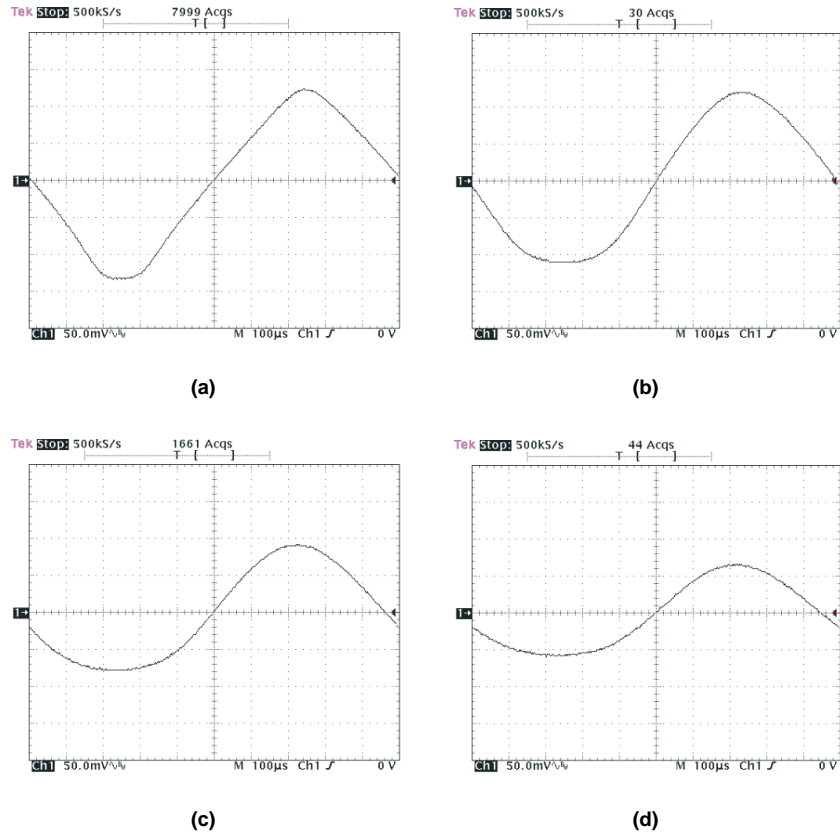 Tek Stop: 500kS/s 7999 Acqs
T [ ]
1→
Ch1 50.0mV∿ M 100µs Ch1 ƒ 0 V
(a)
Tek Stop: 500kS/s 30 Acqs
T [ ]
1→
Ch1 50.0mV∿ M 100µs Ch1 ƒ 0 V
(b)
Tek Stop: 500kS/s 1661 Acqs
T [ ]
1→
Ch1 50.0mV∿ M 100µs Ch1 ƒ 0 V
(c)
Tek Stop: 500kS/s 44 Acqs
T [ ]
1→
Ch1 50.0mV∿ M 100µs Ch1 ƒ 0 V
(d)